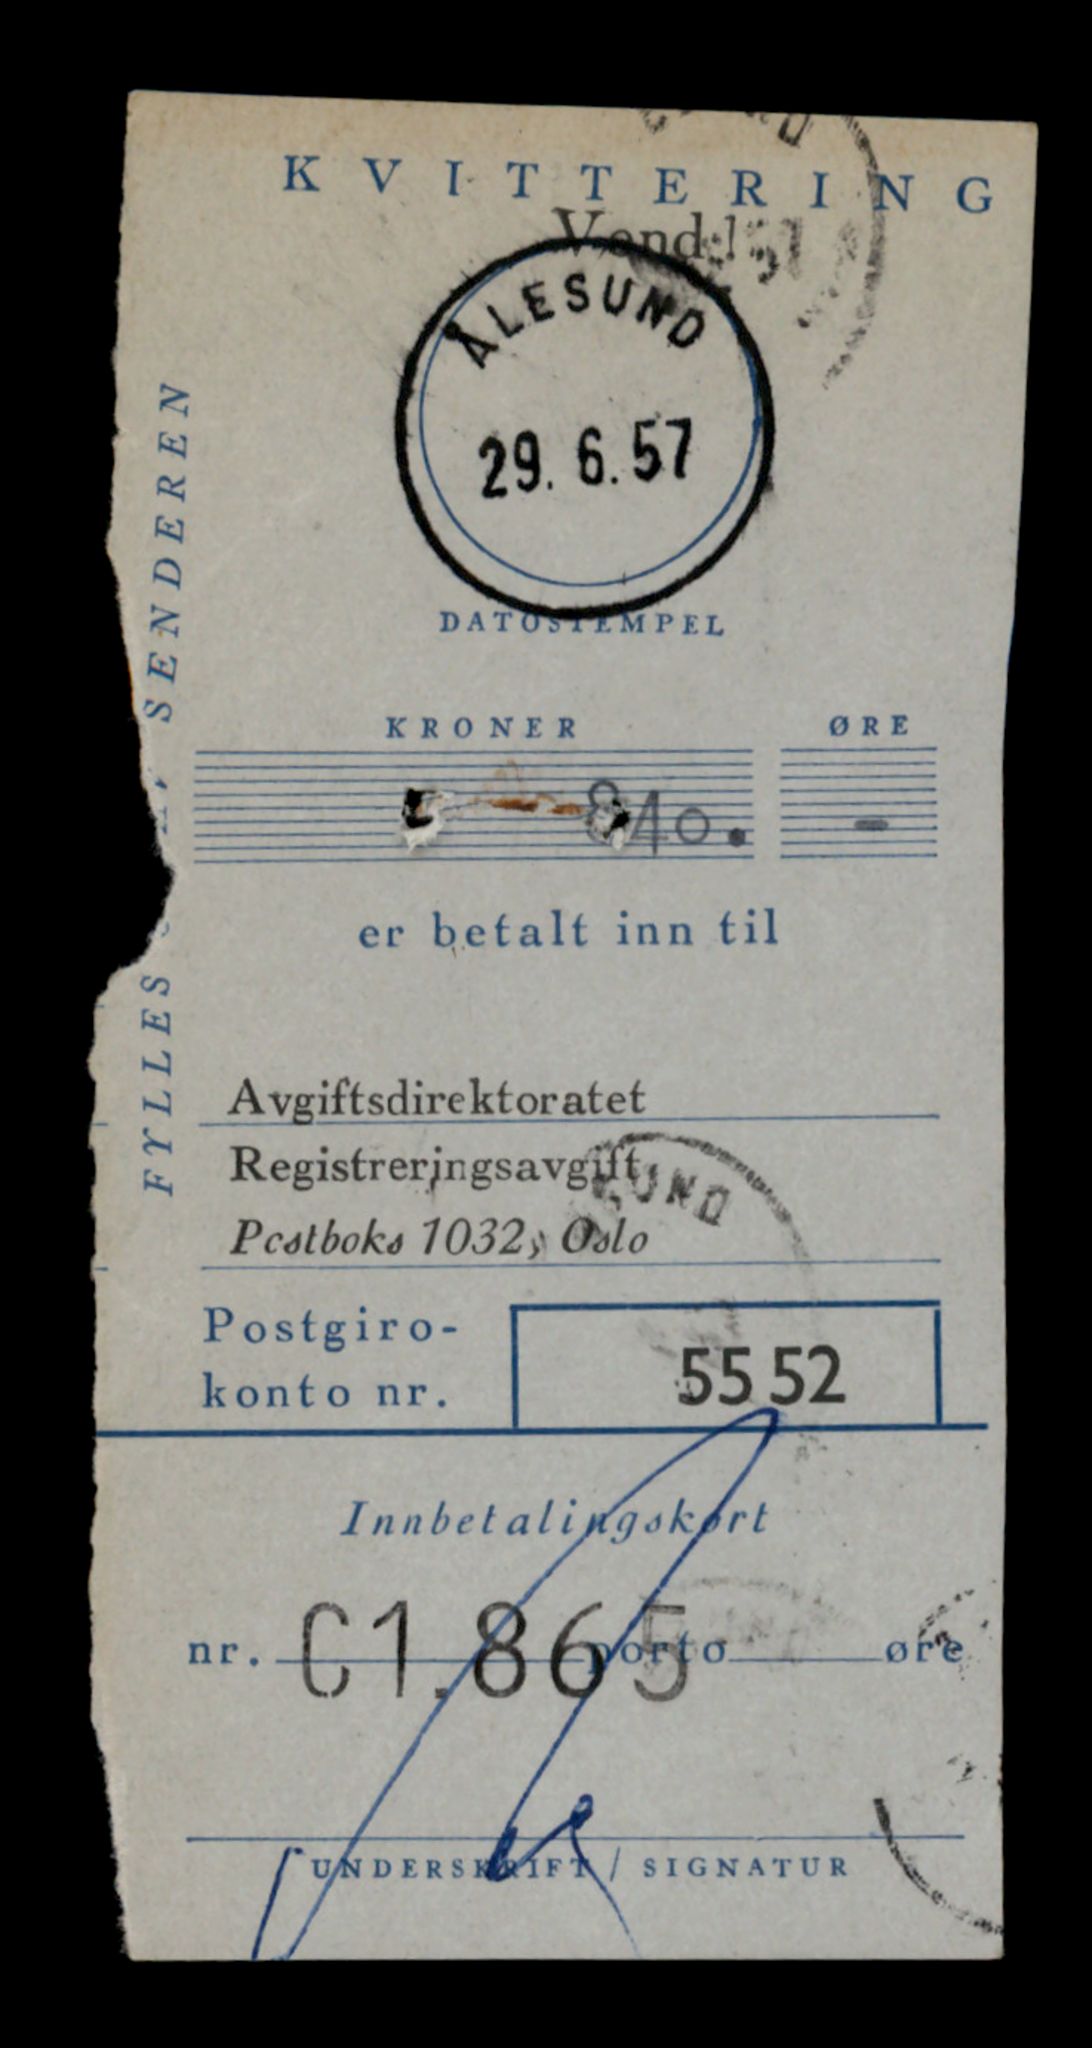 KVITTERING
Vend!
ÅLESUND
29.6.57
DATOSTEMPEL
FYLLES SENDEREN
KRONER ØRE
840. -
er betalt inn til
Avgiftsdirektoratet
Registreringsavgift,
Postboks 1032, Oslo
UND
Postgiro-
konto nr. 5552
Innbetalingskort
nr. C1.865 porto øre
UNDERSKRIFT / SIGNATUR